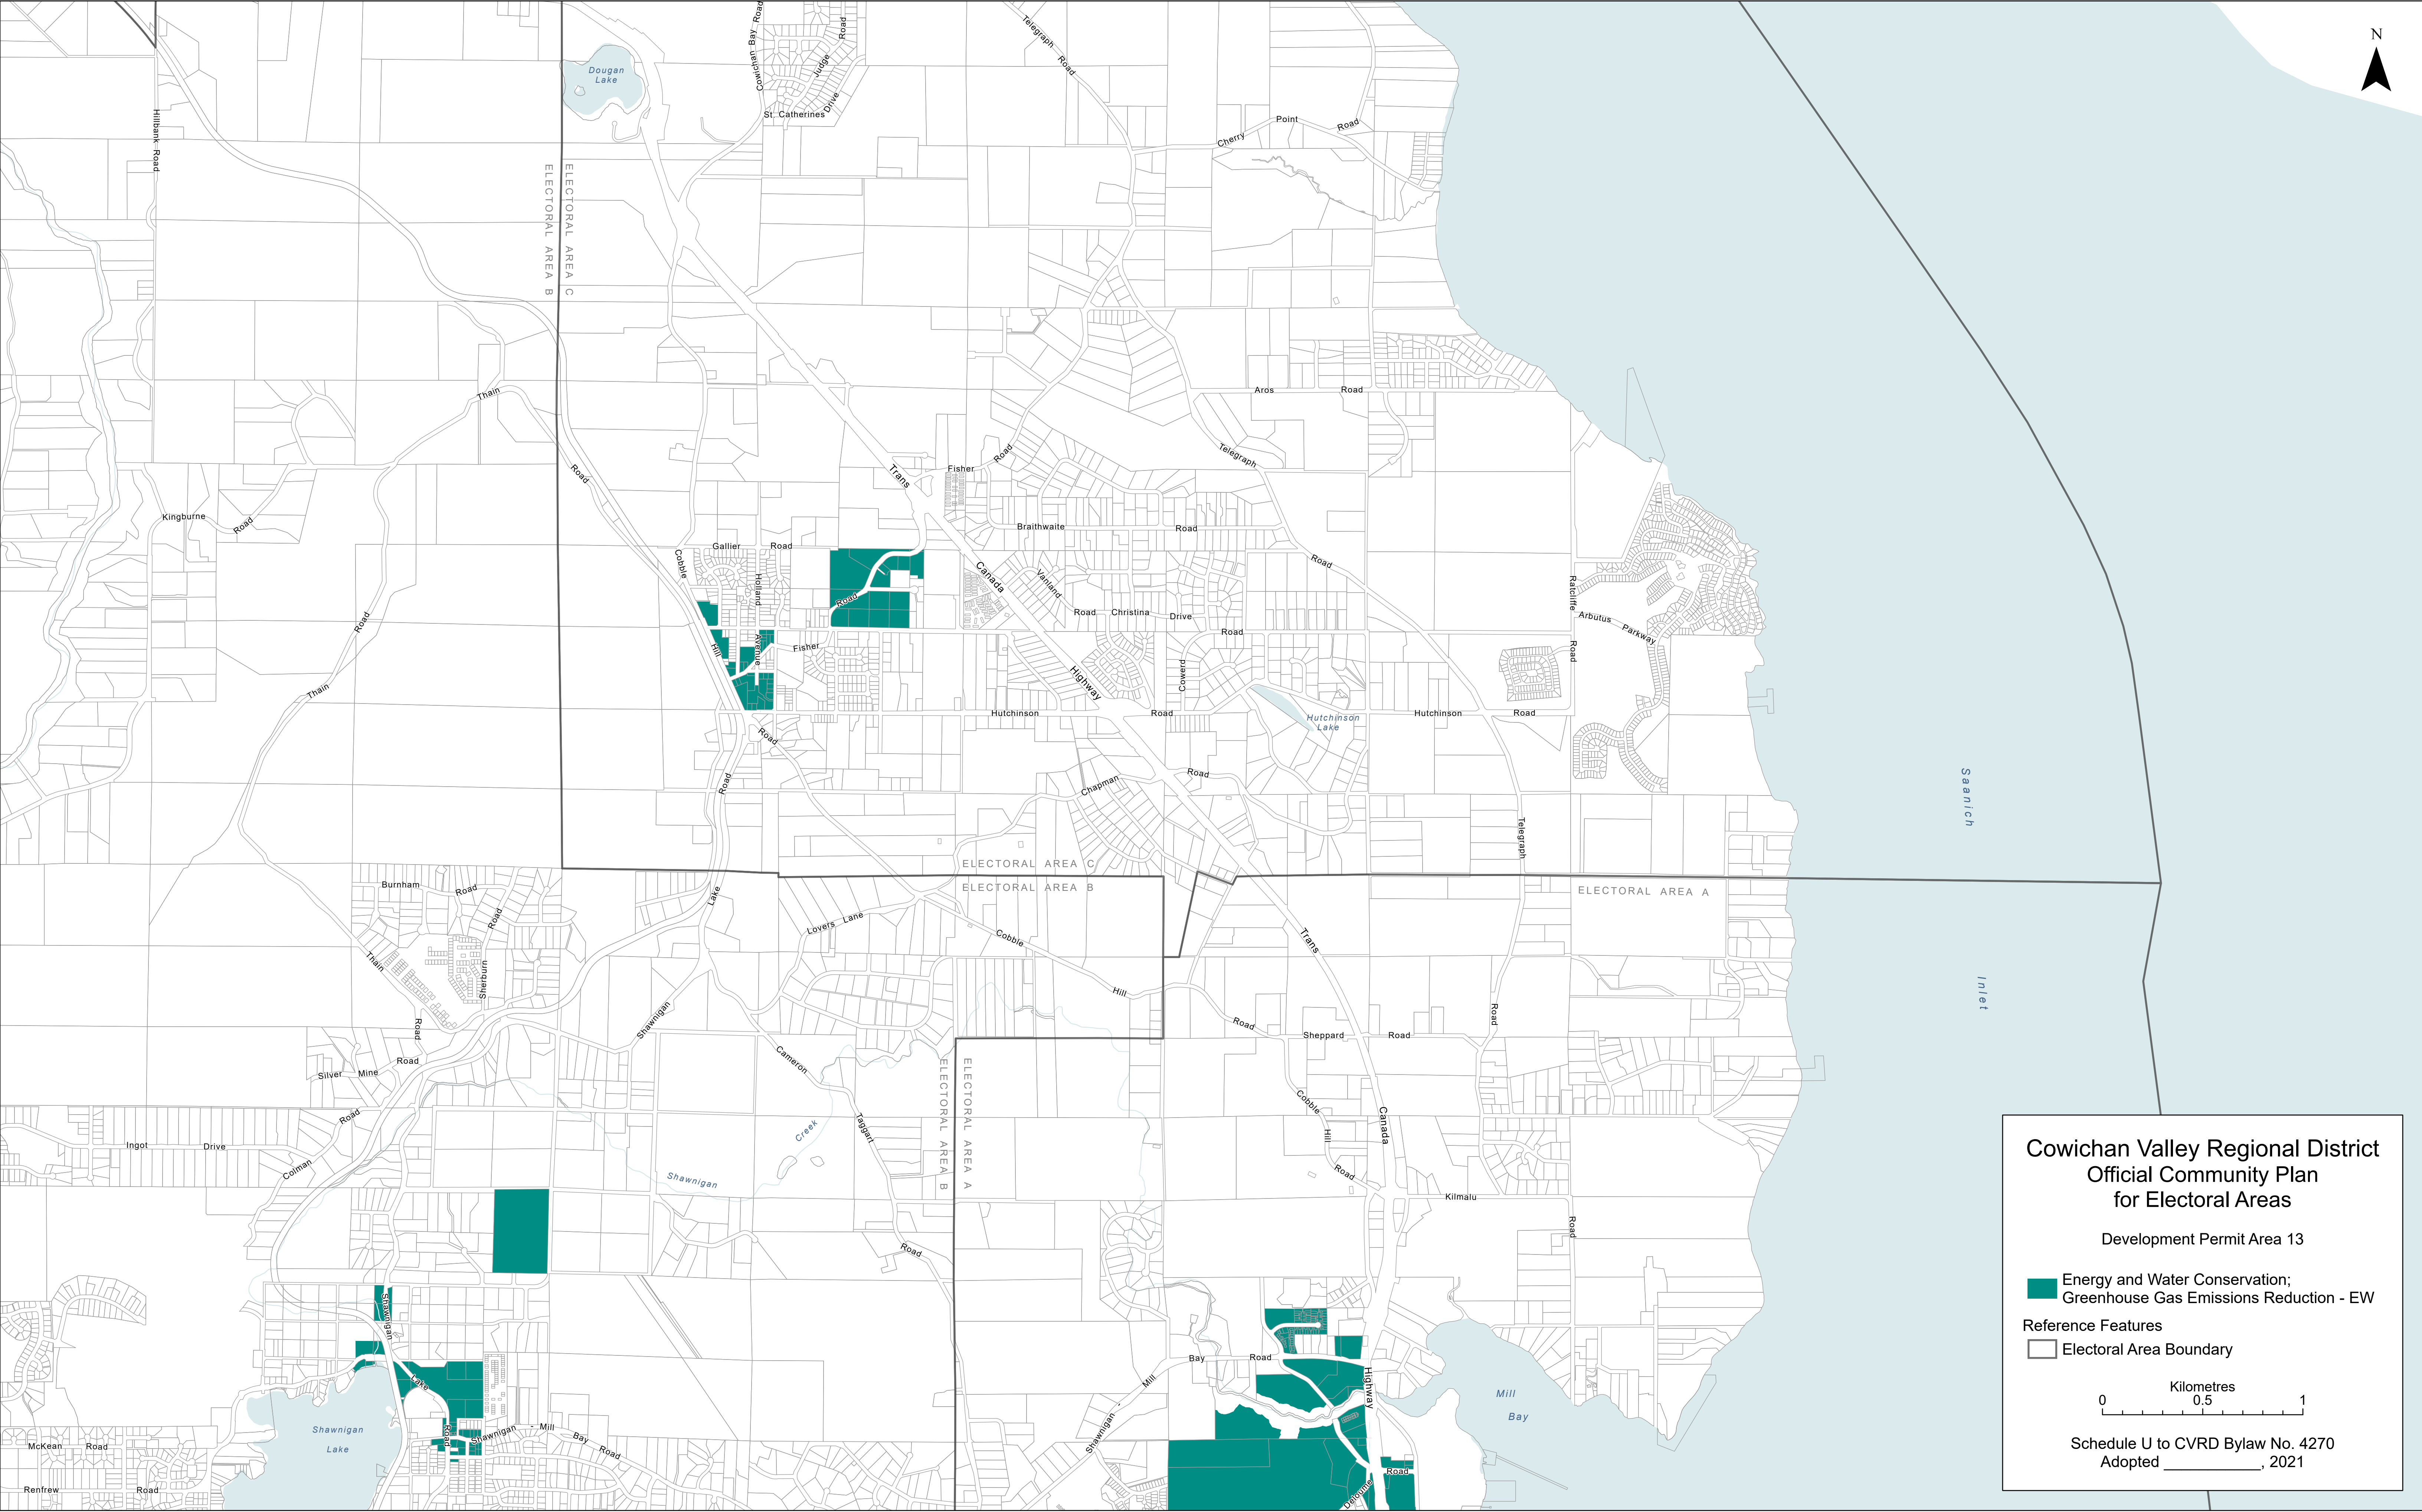 N
Dougan
Lake
Cowichan Bay Road
Judge
Road
St. Catherines
Drive
Telegraph
Road
Cherry
Point
Road
Hillbank Road
ELECTORAL AREA B
ELECTORAL AREA C
Thain
Road
Aros
Road
Telegraph
Road
Fisher
Road
Trans
Canada
Highway
Kingburne
Road
Braithwaite
Road
Gallier
Road
Cobble
Hill
Road
Holland
Avenue
Road
Fisher
Vanland
Road
Christina
Drive
Road
Coward
Ratcliffe
Road
Arbutus
Parkway
Road
Thain
Hutchinson
Road
Hutchinson
Lake
Hutchinson
Road
Road
Chapman
Road
Telegraph
Road
Saanich
Inlet
ELECTORAL AREA C
ELECTORAL AREA B
ELECTORAL AREA A
Burnham
Road
Road
Sherburn
Thain
Road
Lake
Shawnigan
Lovers Lane
Cobble
Hill
Road
Trans
Canada
Highway
Sheppard
Road
Silver Mine
Road
Cameron
Taggart
Road
ELECTORAL AREA B
ELECTORAL AREA A
Cobble
Hill
Road
Ingot
Drive
Colman
Road
Shawnigan
Creek
Kilmalu
Road
Shawnigan
Lake
Road
Shawnigan
-
Mill
Bay
Road
Shawnigan
Lake
McKean
Road
Renfrew
Road
Shawnigan
-
Mill
Bay
Road
Mill
Bay
Deloume
Road
Cowichan Valley Regional District
Official Community Plan
for Electoral Areas
Development Permit Area 13
Energy and Water Conservation;
Greenhouse Gas Emissions Reduction - EW
Reference Features
Electoral Area Boundary
Kilometres
0 0.5 1
Schedule U to CVRD Bylaw No. 4270
Adopted ____________, 2021